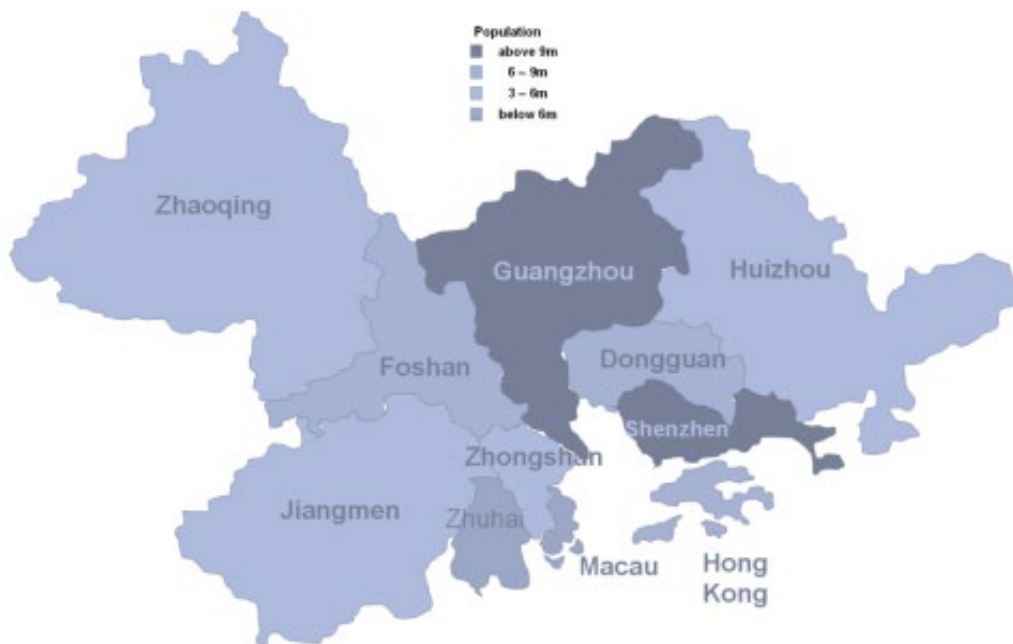 Population
above 9m
6 – 9m
3 – 6m
below 6m
Zhaoqing
Guangzhou
Huizhou
Foshan
Dongguan
Shenzhen
Zhongshan
Jiangmen
Zhuhai
Macau
Hong
Kong